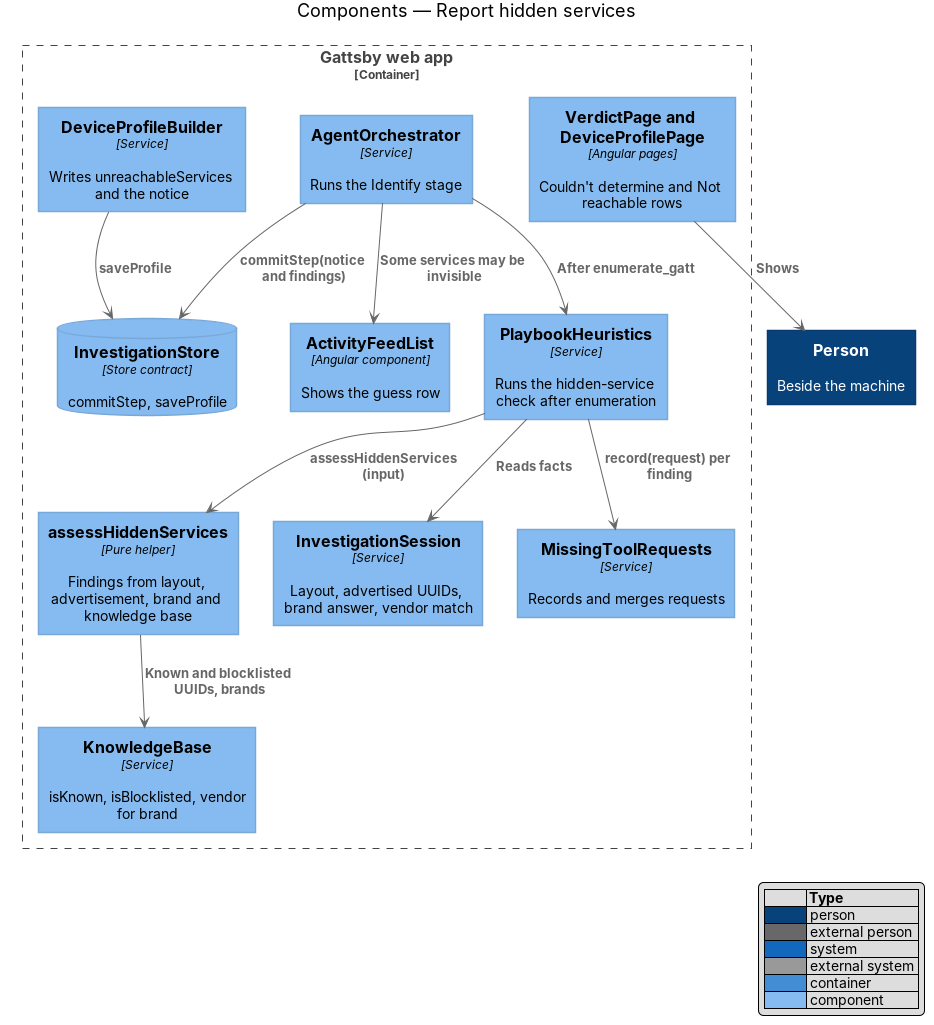 Components — Report hidden services
Gattsby web app
[Container]
DeviceProfileBuilder
[Service]
Writes unreachableServices
and the notice
AgentOrchestrator
[Service]
Runs the Identify stage
VerdictPage and
DeviceProfilePage
[Angular pages]
Couldn't determine and Not
reachable rows
saveProfile
commitStep(notice
and findings)
Some services may be
invisible
After enumerate_gatt
Shows
InvestigationStore
[Store contract]
commitStep, saveProfile
ActivityFeedList
[Angular component]
Shows the guess row
PlaybookHeuristics
[Service]
Runs the hidden-service
check after enumeration
Person
Beside the machine
assessHiddenServices
(input)
Reads facts
record(request) per
finding
assessHiddenServices
[Pure helper]
Findings from layout,
advertisement, brand and
knowledge base
InvestigationSession
[Service]
Layout, advertised UUIDs,
brand answer, vendor match
MissingToolRequests
[Service]
Records and merges requests
Known and blocklisted
UUIDs, brands
KnowledgeBase
[Service]
isKnown, isBlocklisted, vendor
for brand
Type
person
external person
system
external system
container
component